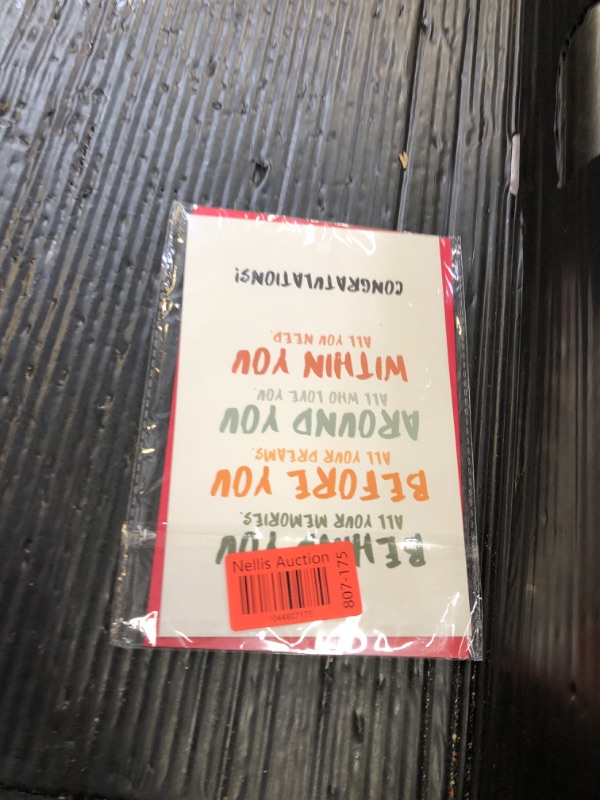 BEHIND YOU
ALL YOUR MEMORIES.
BEFORE YOU
ALL YOUR DREAMS.
AROUND YOU
ALL WHO LOVE YOU.
WITHIN YOU
ALL YOU NEED.
CONGRATULATIONS!
Nellis Auction
807-175